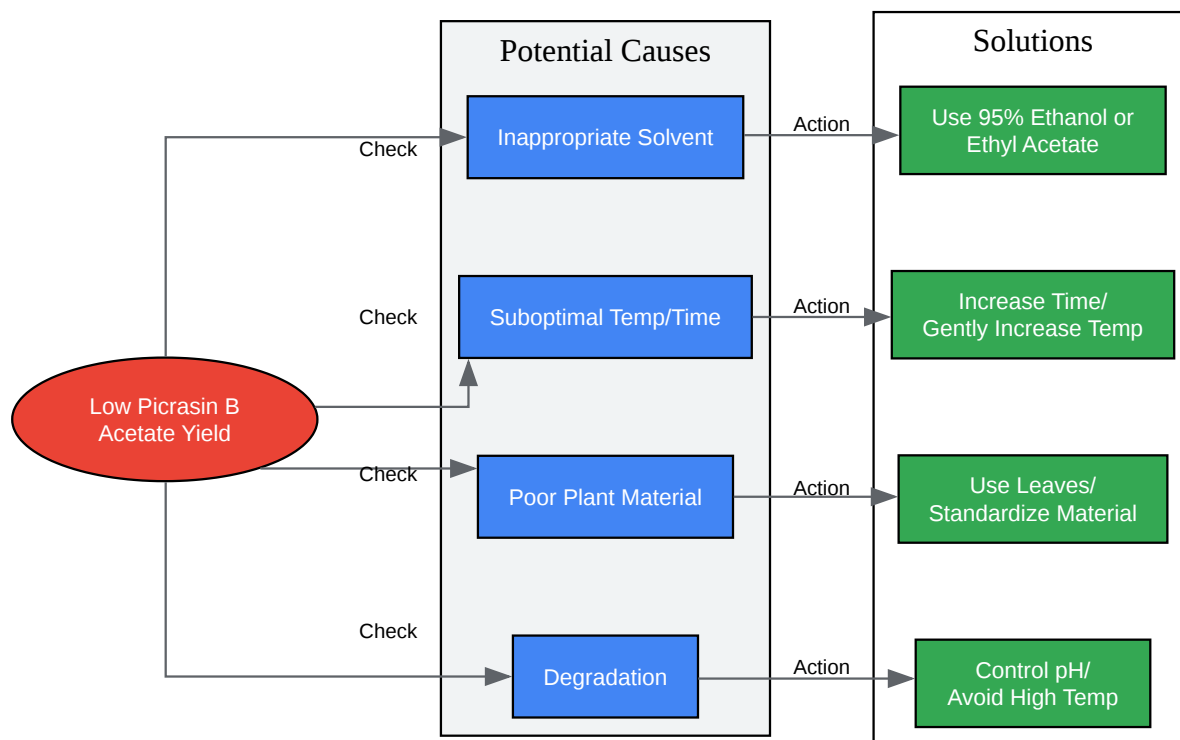 Potential Causes
Solutions
Inappropriate Solvent
Check
Action
Use 95% Ethanol or
Ethyl Acetate
Suboptimal Temp/Time
Check
Action
Increase Time/
Gently Increase Temp
Low Picrasin B
Acetate Yield
Check
Poor Plant Material
Action
Use Leaves/
Standardize Material
Check
Degradation
Action
Control pH/
Avoid High Temp